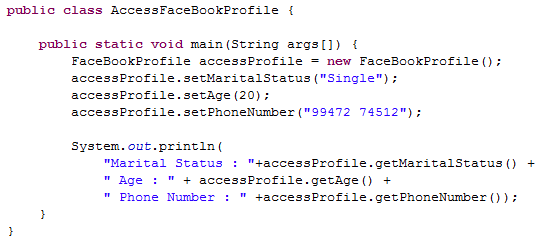 public class AccessFaceBookProfile {
public static void main(String args[]) {
FaceBookProfile accessProfile = new FaceBookProfile();
accessProfile.setMaritalStatus("Single");
accessProfile.setAge(20);
accessProfile.setPhoneNumber("99472 74512");
System.out.println(
"Marital Status : "+accessProfile.getMaritalStatus() +
" Age : " + accessProfile.getAge() +
" Phone Number : " +accessProfile.getPhoneNumber());
}
}